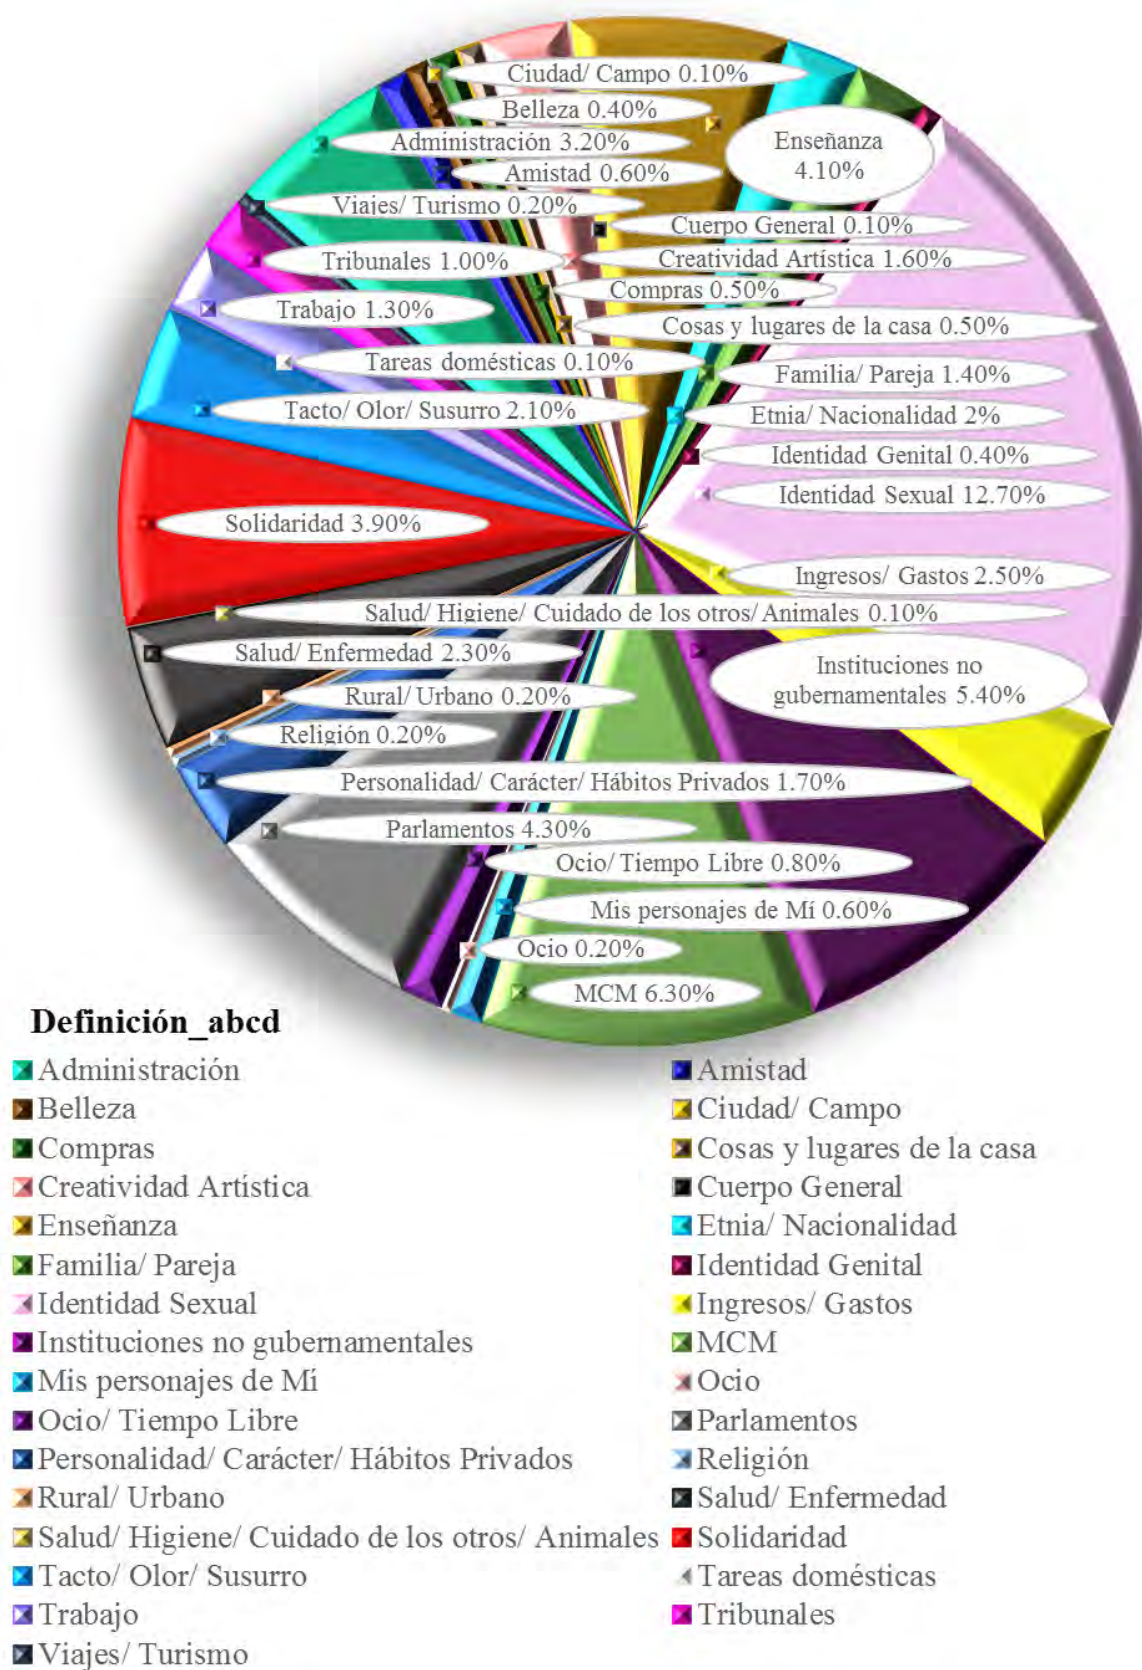 Ciudad/ Campo 0.10%
Belleza 0.40%
Administración 3.20%
Enseñanza
4.10%
Amistad 0.60%
Viajes/ Turismo 0.20%
Cuerpo General 0.10%
Tribunales 1.00%
Creatividad Artística 1.60%
Compras 0.50%
Trabajo 1.30%
Cosas y lugares de la casa 0.50%
Tareas domésticas 0.10%
Familia/ Pareja 1.40%
Tacto/ Olor/ Susurro 2.10%
Etnia/ Nacionalidad 2%
Identidad Genital 0.40%
Identidad Sexual 12.70%
Solidaridad 3.90%
Ingresos/ Gastos 2.50%
Salud/ Higiene/ Cuidado de los otros/ Animales 0.10%
Salud/ Enfermedad 2.30%
Instituciones no
gubernamentales 5.40%
Rural/ Urbano 0.20%
Religión 0.20%
Personalidad/ Carácter/ Hábitos Privados 1.70%
Parlamentos 4.30%
Ocio/ Tiempo Libre 0.80%
Mis personajes de Mí 0.60%
Ocio 0.20%
MCM 6.30%
Definición_abcd
Administración
Amistad
Belleza
Ciudad/ Campo
Compras
Cosas y lugares de la casa
Creatividad Artística
Cuerpo General
Enseñanza
Etnia/ Nacionalidad
Familia/ Pareja
Identidad Genital
Identidad Sexual
Ingresos/ Gastos
Instituciones no gubernamentales
MCM
Mis personajes de Mí
Ocio
Ocio/ Tiempo Libre
Parlamentos
Personalidad/ Carácter/ Hábitos Privados
Religión
Rural/ Urbano
Salud/ Enfermedad
Salud/ Higiene/ Cuidado de los otros/ Animales
Solidaridad
Tacto/ Olor/ Susurro
Tareas domésticas
Trabajo
Tribunales
Viajes/ Turismo